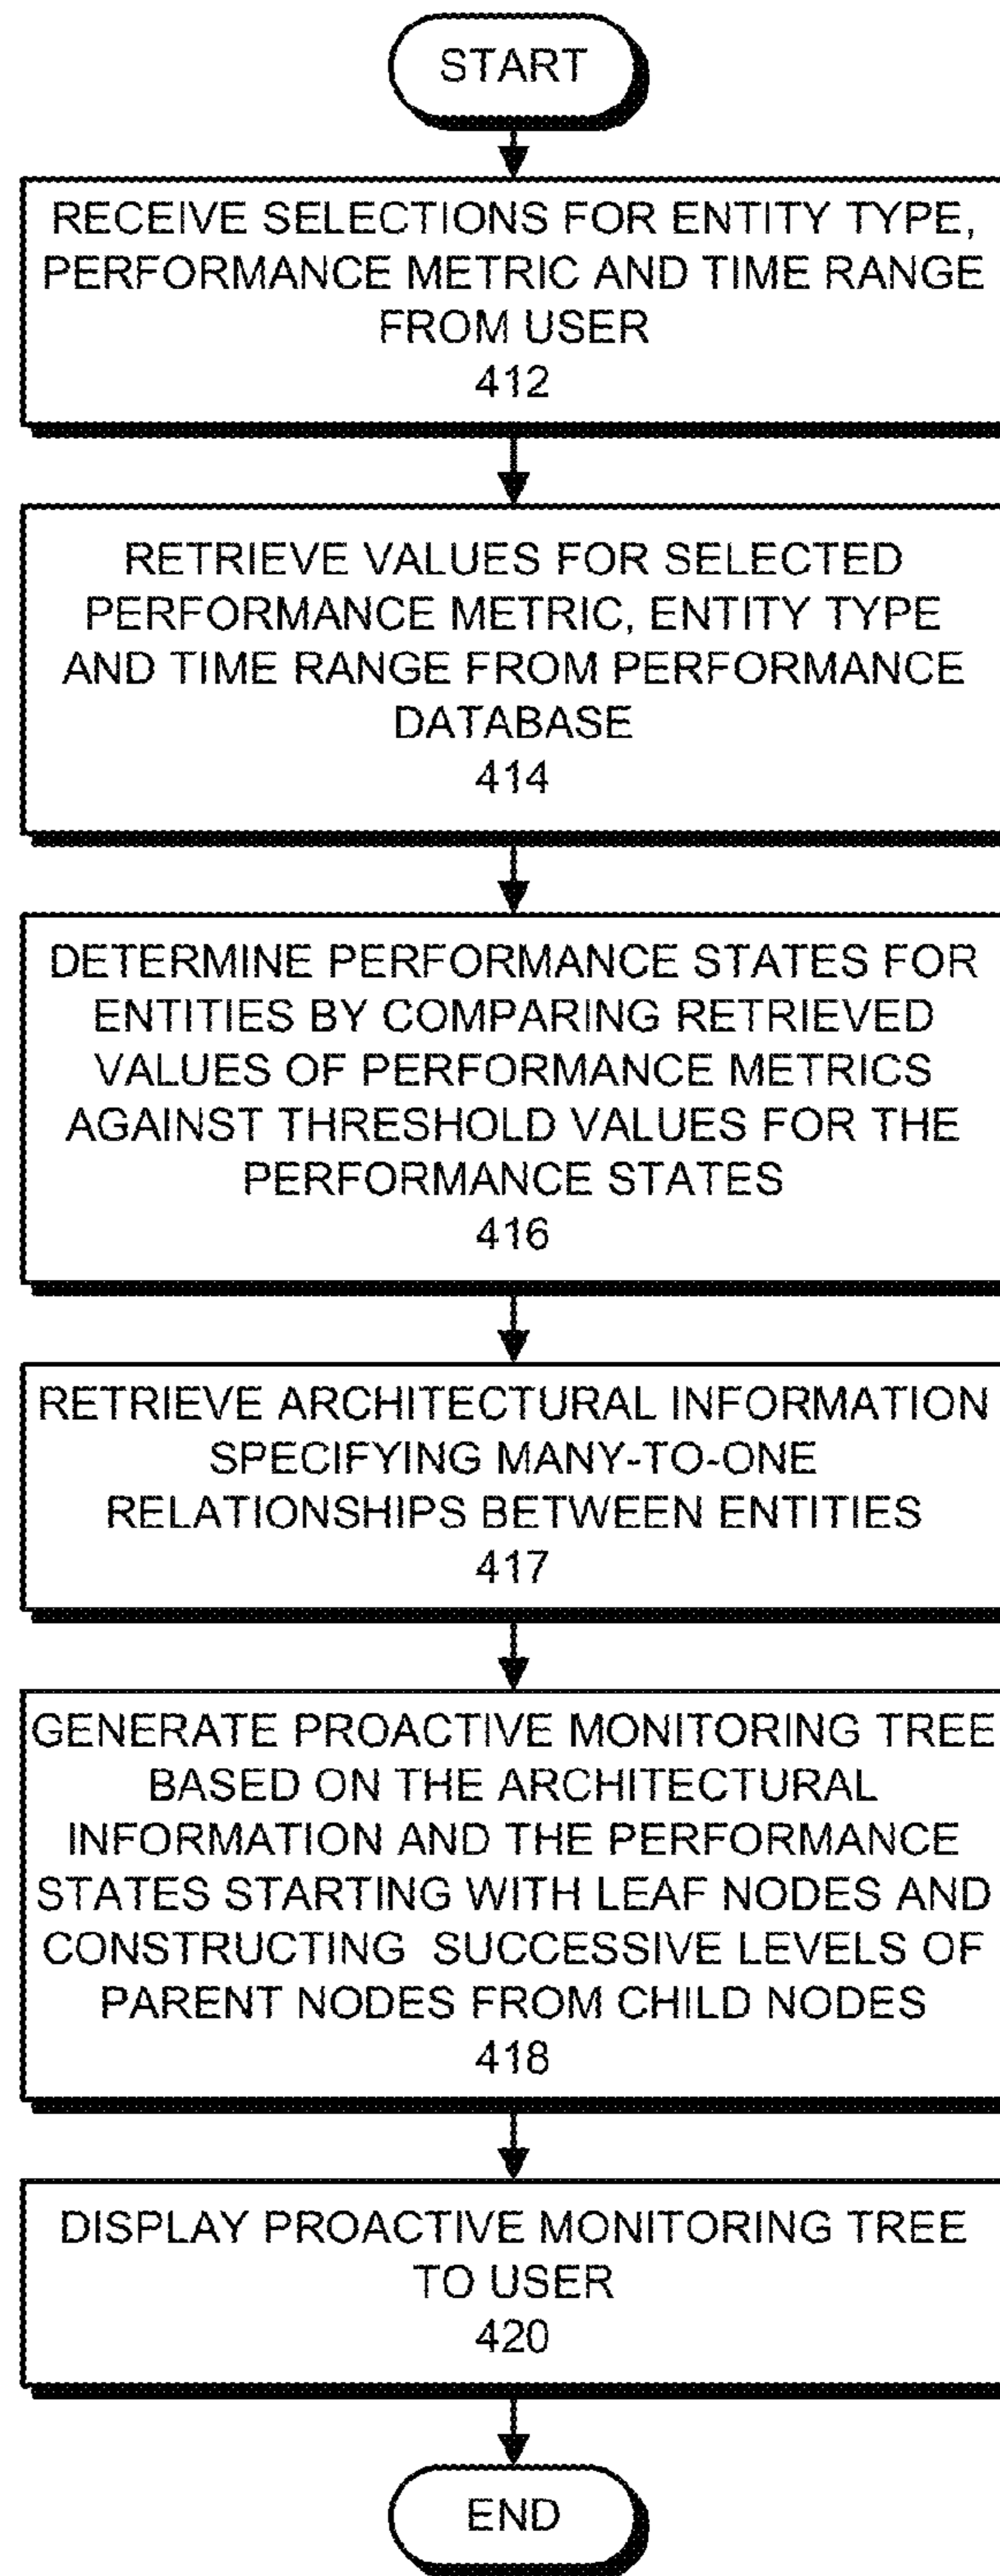 START
RECEIVE SELECTIONS FOR ENTITY TYPE,
PERFORMANCE METRIC AND TIME RANGE
FROM USER
412
RETRIEVE VALUES FOR SELECTED
PERFORMANCE METRIC, ENTITY TYPE
AND TIME RANGE FROM PERFORMANCE
DATABASE
414
DETERMINE PERFORMANCE STATES FOR
ENTITIES BY COMPARING RETRIEVED
VALUES OF PERFORMANCE METRICS
AGAINST THRESHOLD VALUES FOR THE
PERFORMANCE STATES
416
RETRIEVE ARCHITECTURAL INFORMATION
SPECIFYING MANY-TO-ONE
RELATIONSHIPS BETWEEN ENTITIES
417
GENERATE PROACTIVE MONITORING TREE
BASED ON THE ARCHITECTURAL
INFORMATION AND THE PERFORMANCE
STATES STARTING WITH LEAF NODES AND
CONSTRUCTING SUCCESSIVE LEVELS OF
PARENT NODES FROM CHILD NODES
418
DISPLAY PROACTIVE MONITORING TREE
TO USER
420
END